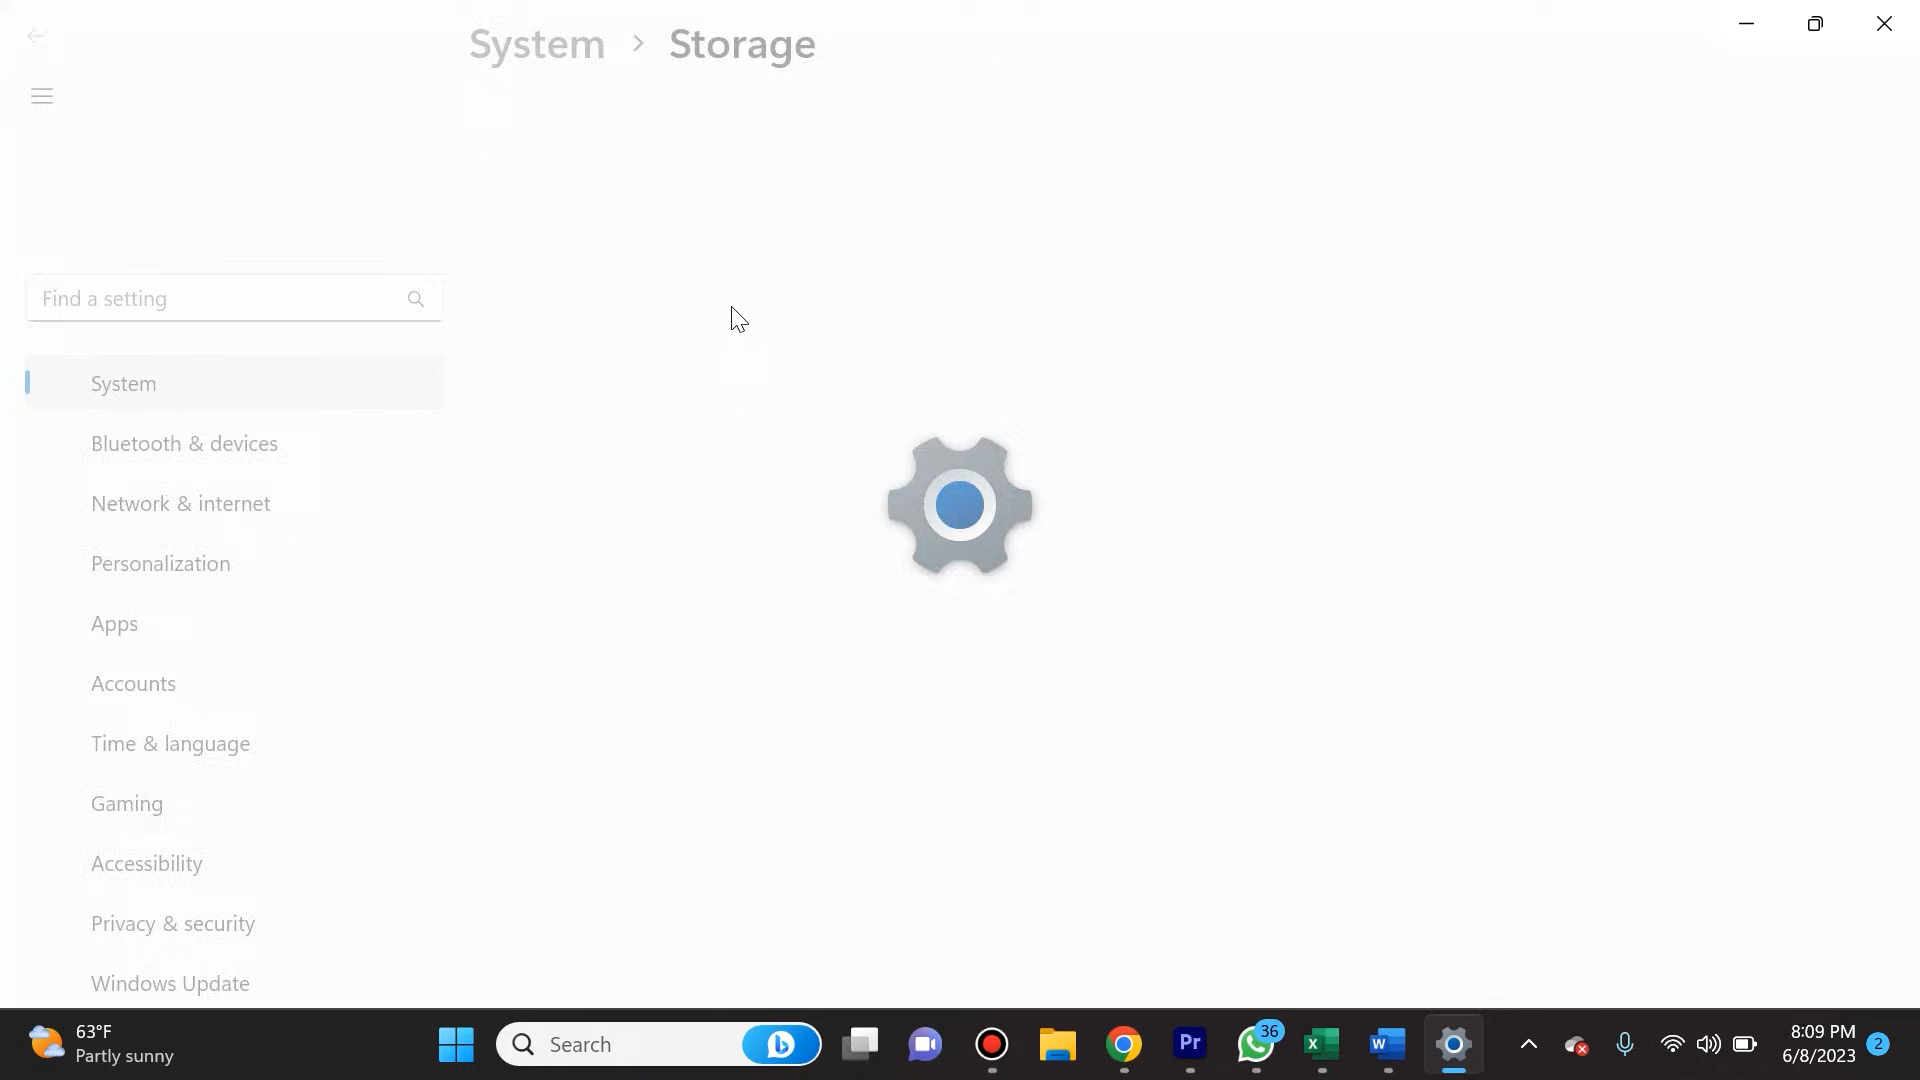 System > Storage
Find a setting
System
Bluetooth & devices
Network & internet
Personalization
Apps
Accounts
Time & language
Gaming
Accessibility
Privacy & security
Windows Update
63°F
Partly sunny
Search
Pr
36
X
W
8:09 PM
6/8/2023
2